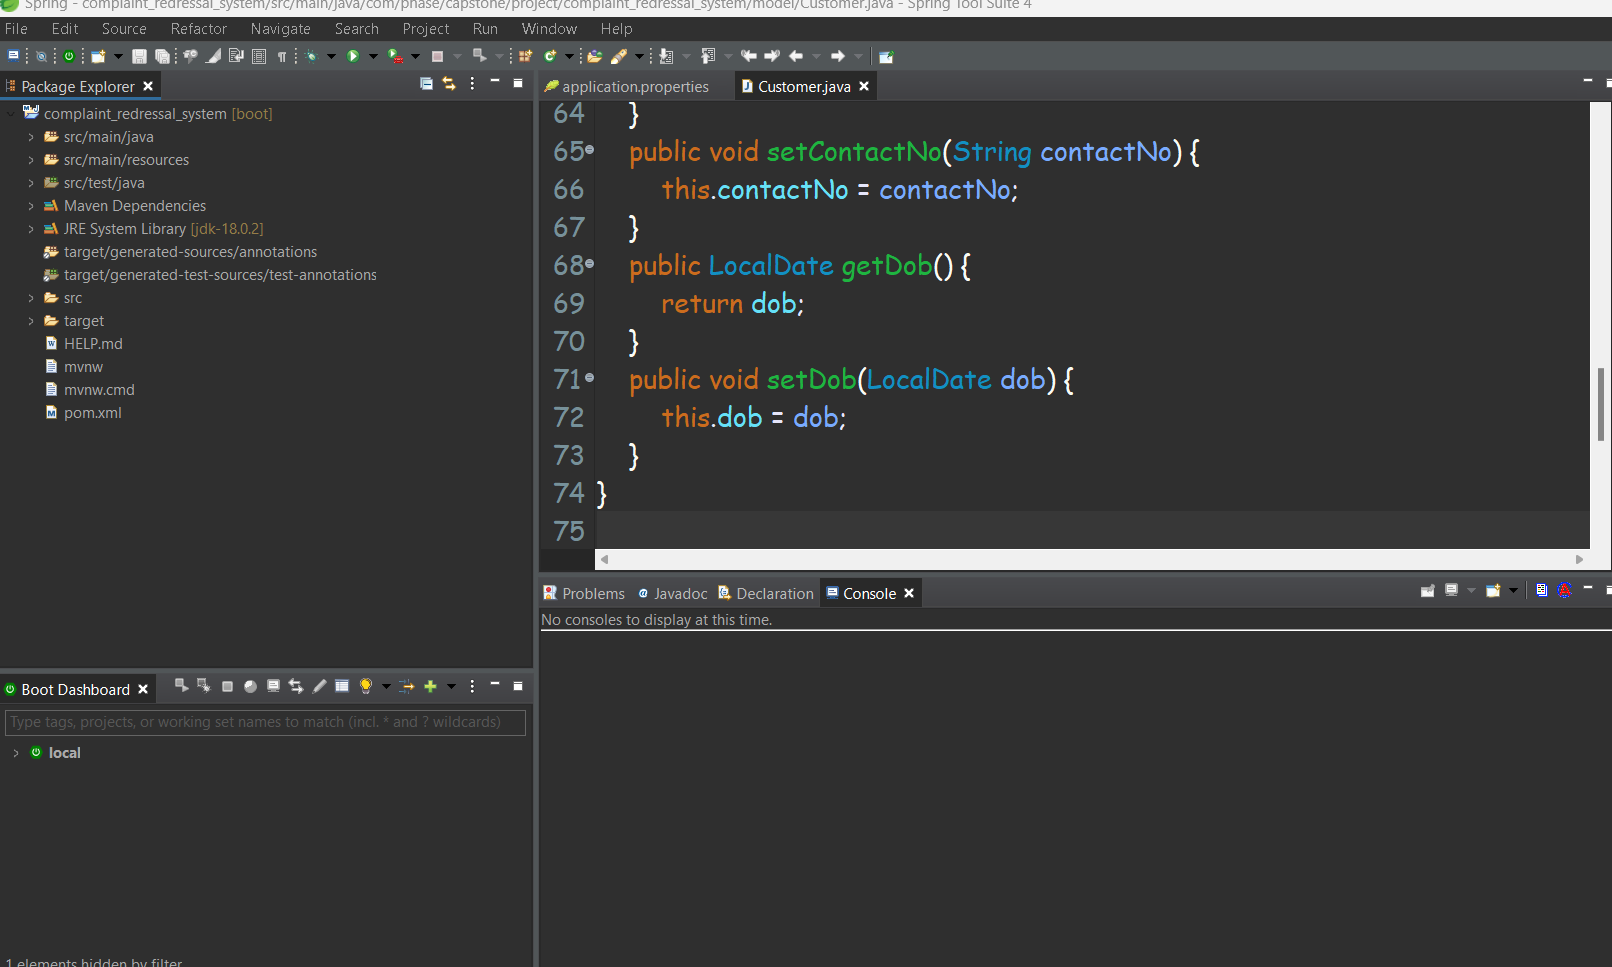 Spring - complaint_redressal_system/src/main/java/com/phase/capstone/project/complaint_redressal_system/model/Customer.java - Spring Tool Suite 4
File Edit Source Refactor Navigate Search Project Run Window Help
Package Explorer
complaint_redressal_system [boot]
src/main/java
src/main/resources
src/test/java
Maven Dependencies
JRE System Library [jdk-18.0.2]
target/generated-sources/annotations
target/generated-test-sources/test-annotations
src
target
HELP.md
mvnw
mvnw.cmd
pom.xml
application.properties Customer.java
64 }
65 public void setContactNo(String contactNo) {
66 this.contactNo = contactNo;
67 }
68 public LocalDate getDob() {
69 return dob;
70 }
71 public void setDob(LocalDate dob) {
72 this.dob = dob;
73 }
74 }
75
Problems Javadoc Declaration Console
No consoles to display at this time.
Boot Dashboard
Type tags, projects, or working set names to match (incl. * and ? wildcards)
local
1 elements hidden by filter